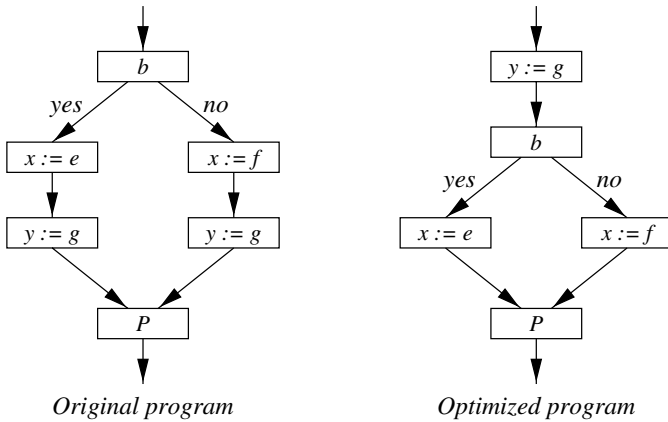 b
yes
no
x := e
x := f
y := g
y := g
P
Original program
y := g
b
yes
no
x := e
x := f
P
Optimized program